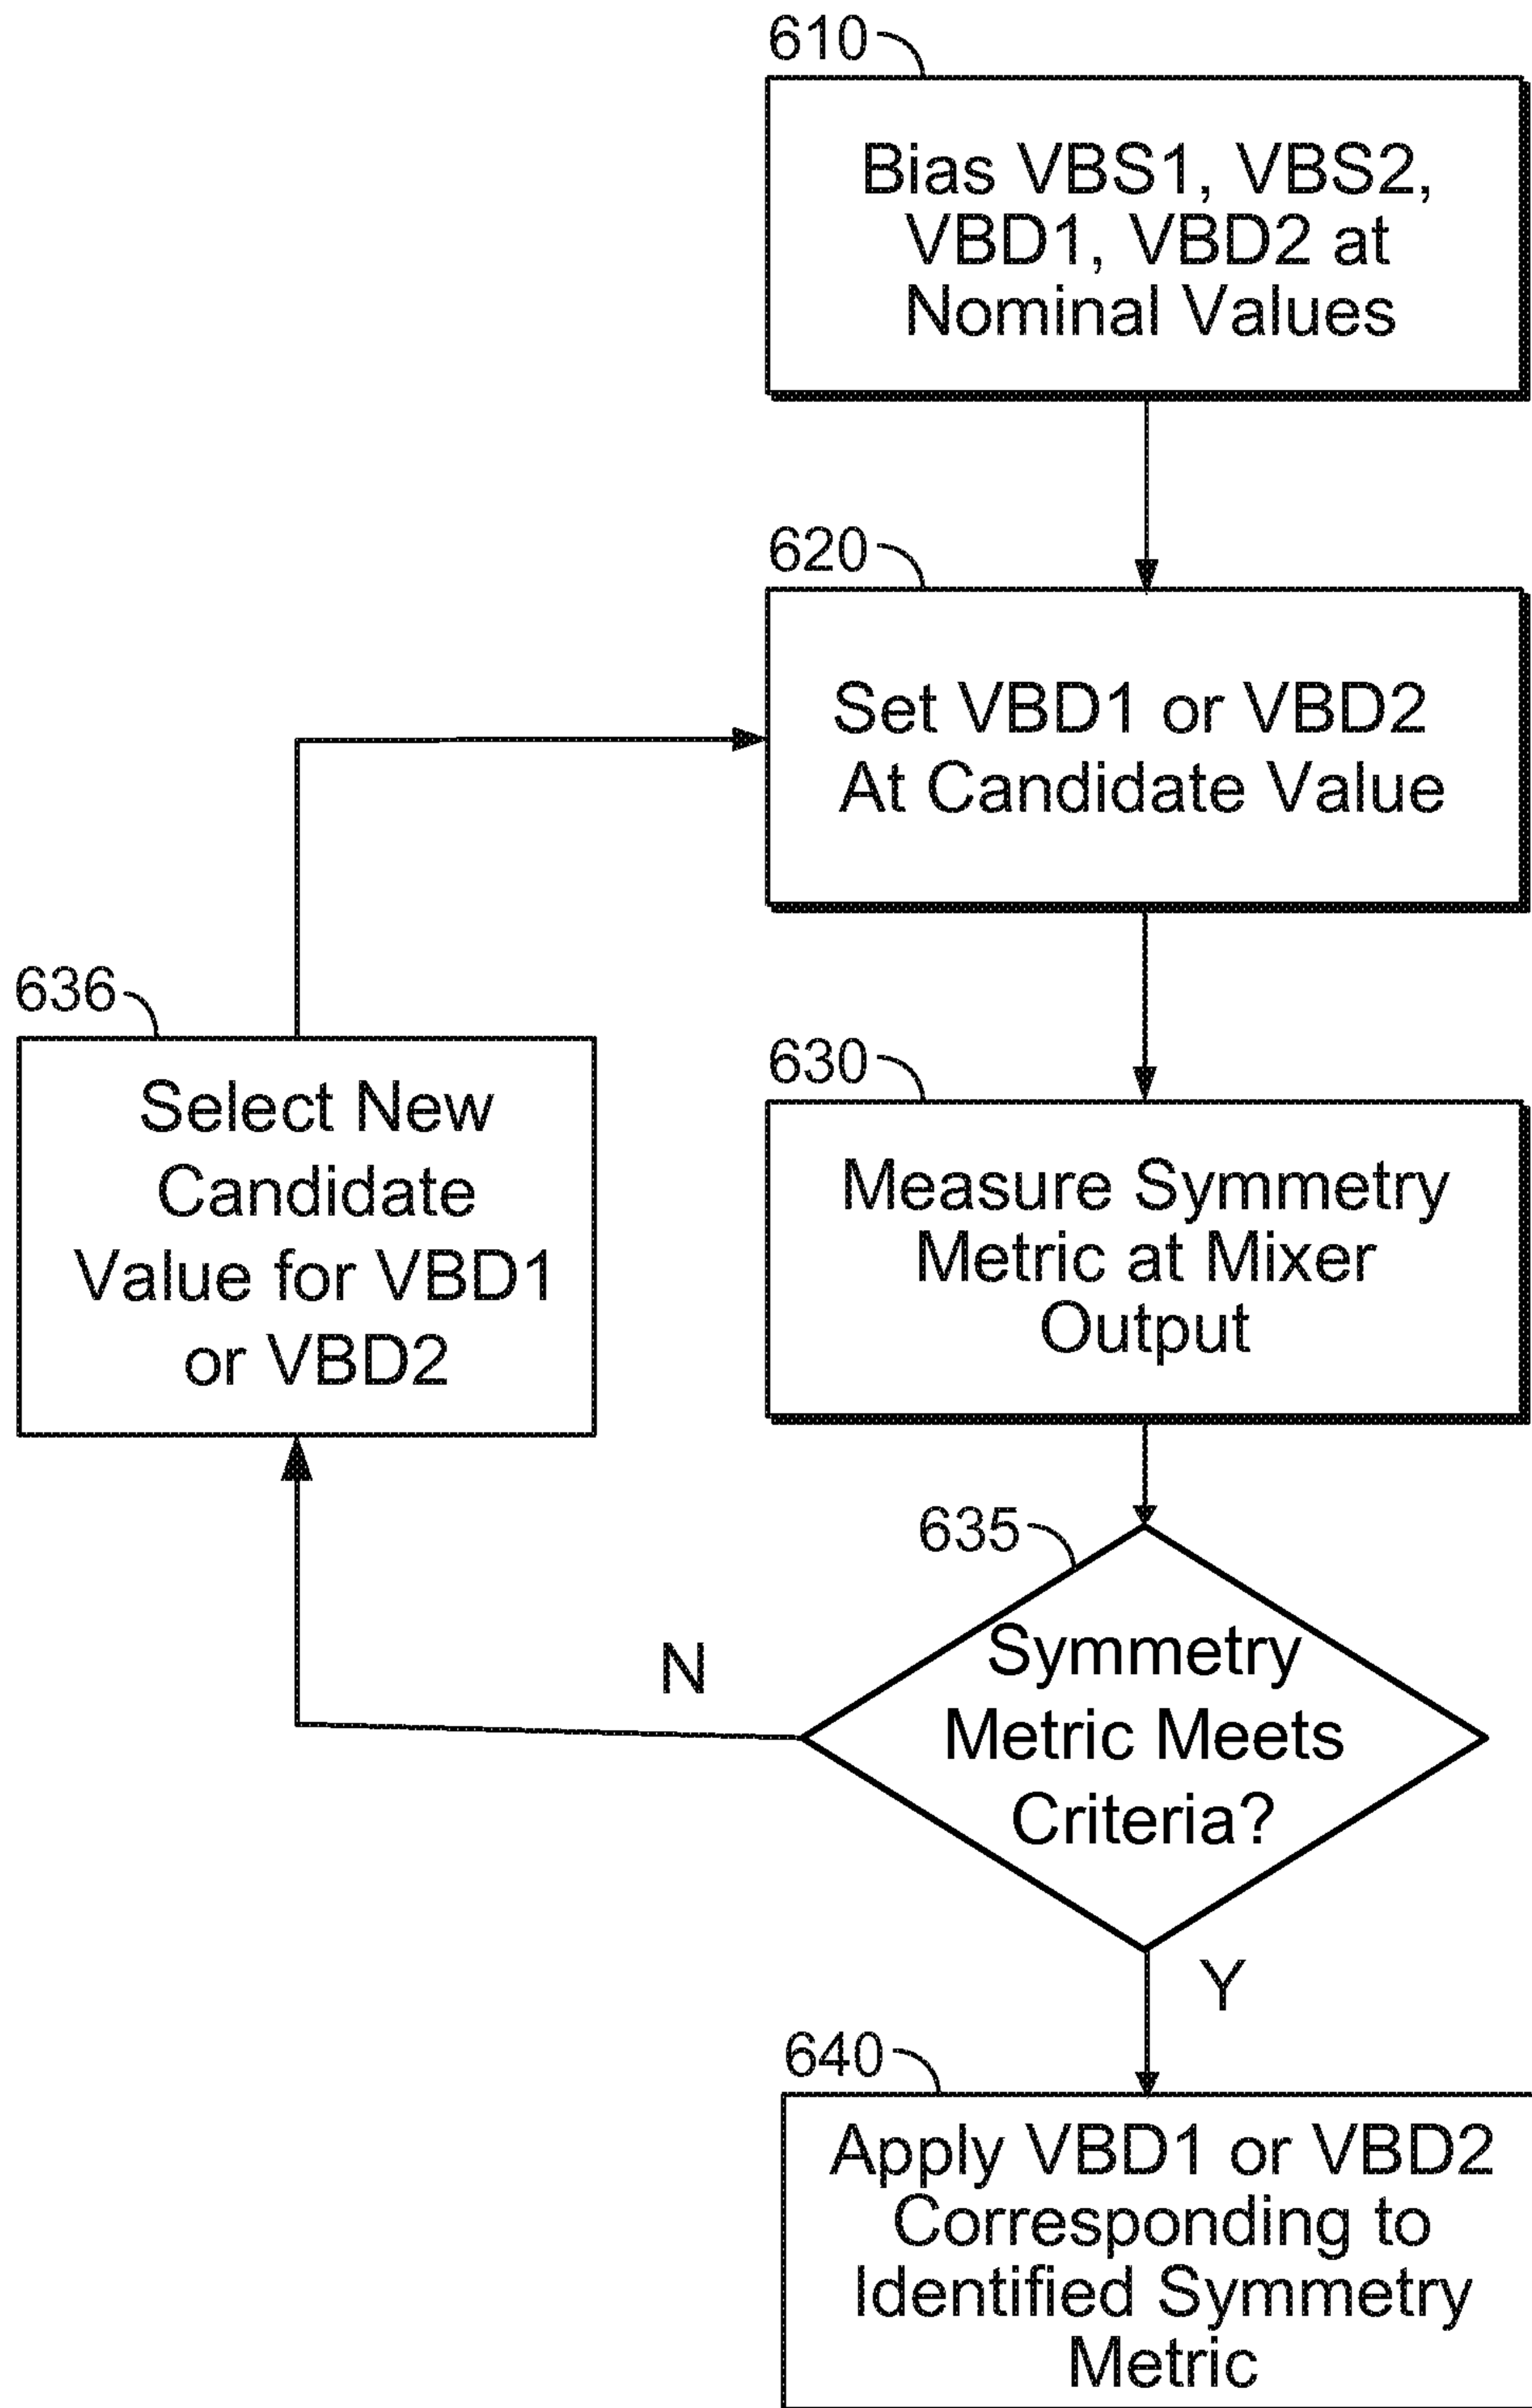 610
Bias VBS1, VBS2,
VBD1, VBD2 at
Nominal Values
620
Set VBD1 or VBD2
At Candidate Value
636
Select New
Candidate
Value for VBD1
or VBD2
630
Measure Symmetry
Metric at Mixer
Output
635
Symmetry
Metric Meets
Criteria?
N
Y
640
Apply VBD1 or VBD2
Corresponding to
Identified Symmetry
Metric